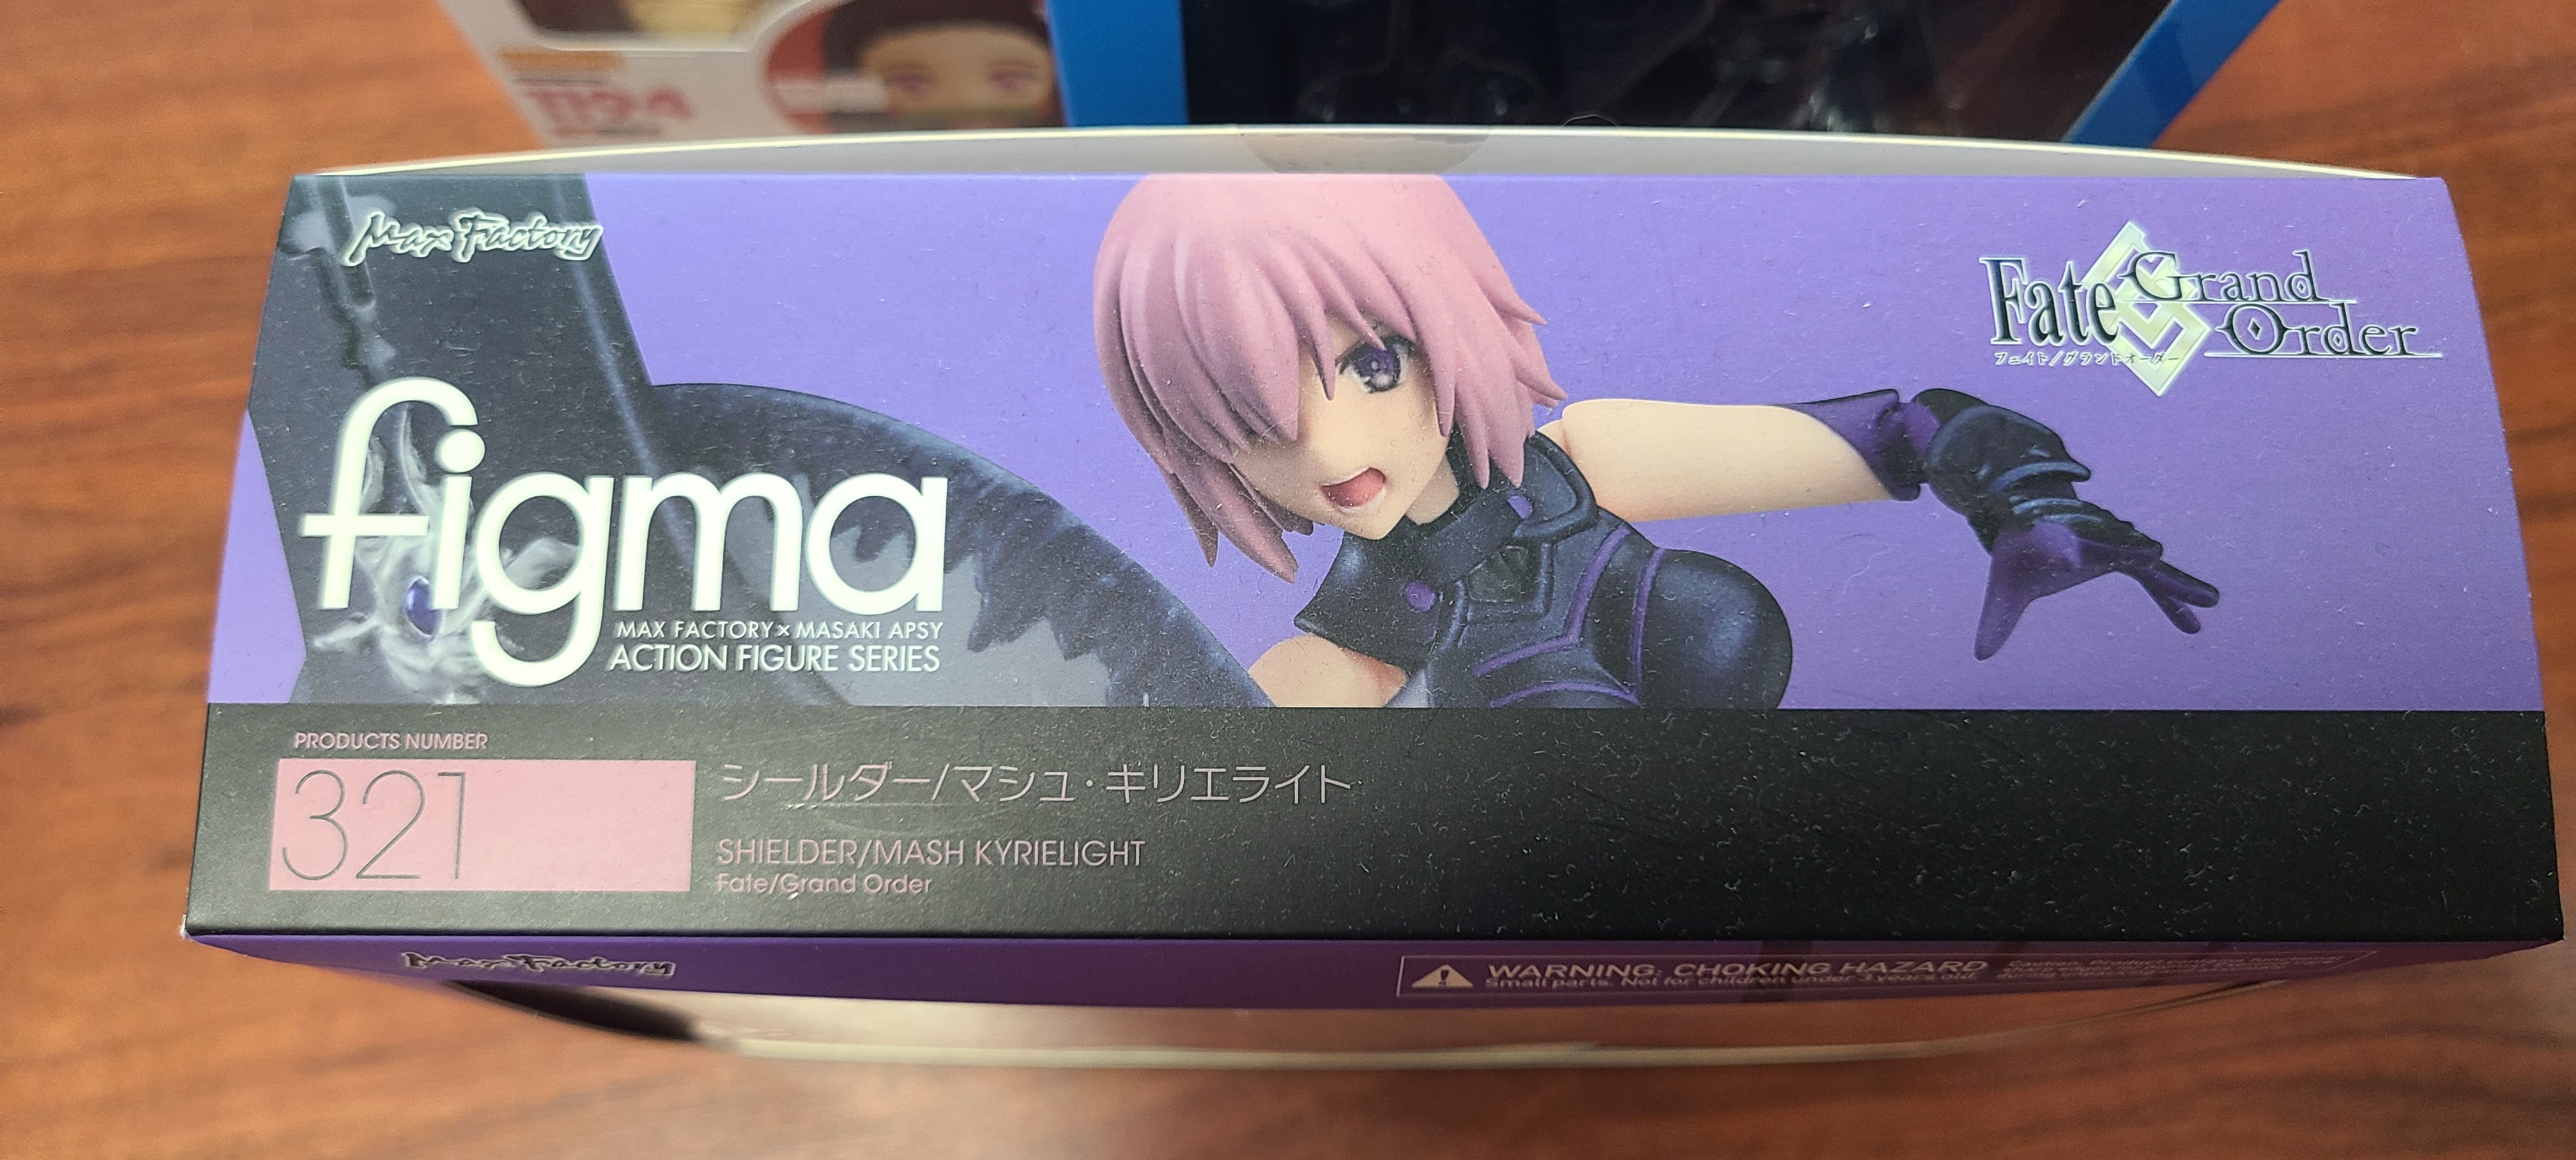 1194
Max Factory
Fate/Grand Order
フェイト/グランドオーダー
figma
MAX FACTORY×MASAKI APSY
ACTION FIGURE SERIES
PRODUCTS NUMBER
321
シールダー/マシュ・キリエライト
SHIELDER/MASH KYRIELIGHT
Fate/Grand Order
Max Factory
WARNING: CHOKING HAZARD
Small parts. Not for children under 3 years old.